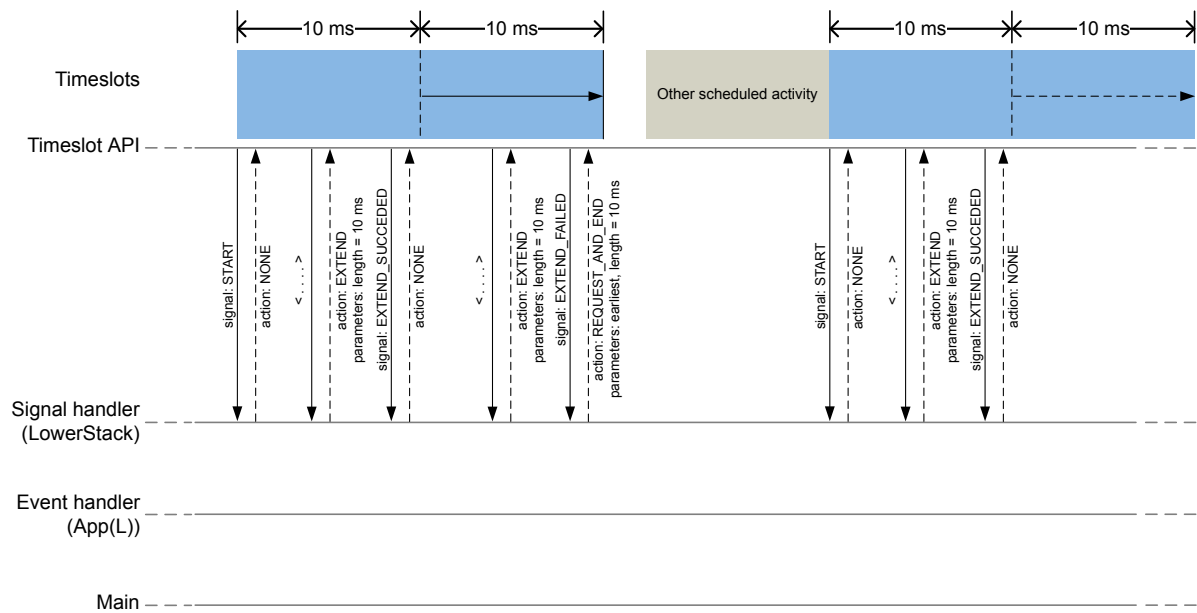 10 ms
10 ms
10 ms
10 ms
Timeslots
Other scheduled activity
Timeslot API
signal: START
action: NONE
<. . . . >
action: EXTEND
parameters: length = 10 ms
signal: EXTEND_SUCCEDED
action: NONE
<. . . . >
action: EXTEND
parameters: length = 10 ms
signal: EXTEND_FAILED
action: REQUEST_AND_END
parameters: earliest, length = 10 ms
signal: START
action: NONE
<. . . . >
action: EXTEND
parameters: length = 10 ms
signal: EXTEND_SUCCEDED
action: NONE
Signal handler
(LowerStack)
Event handler
(App(L))
Main